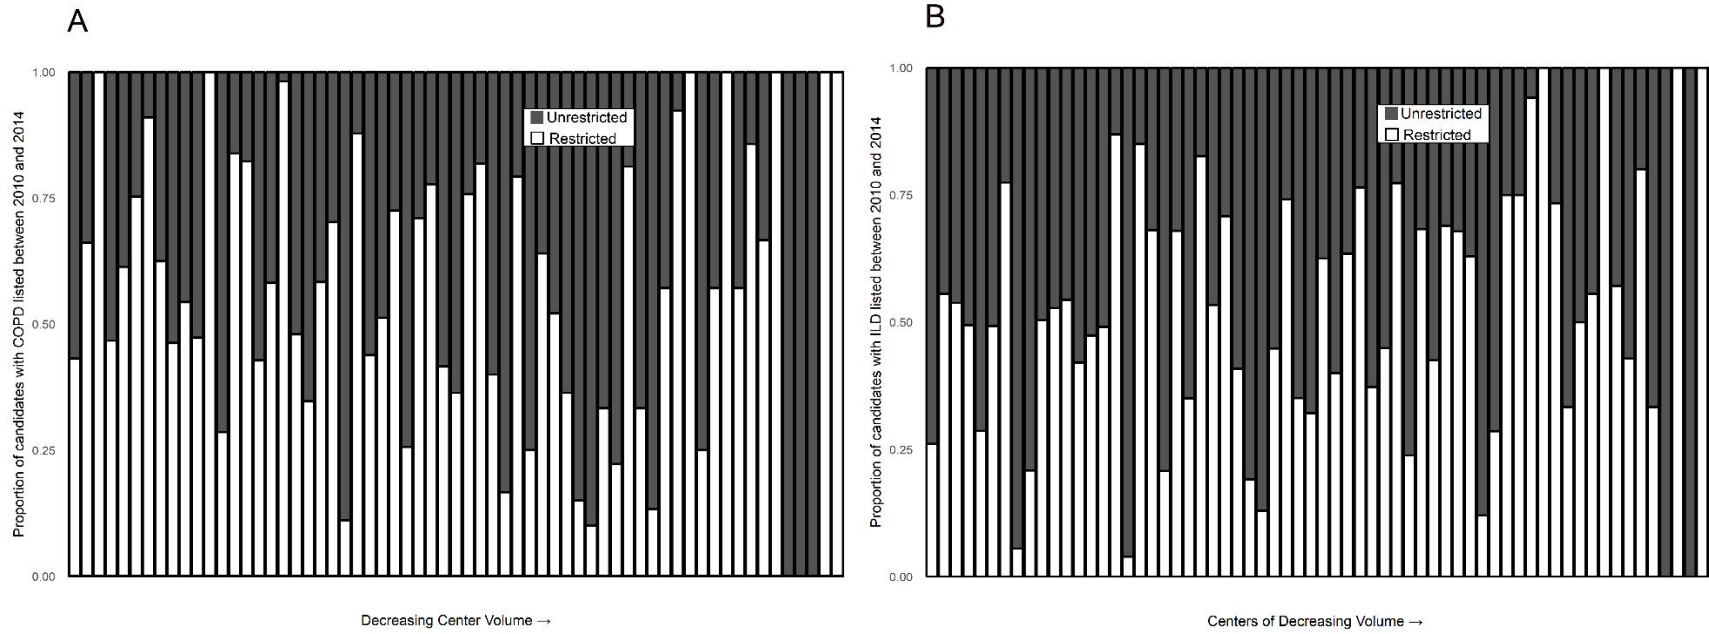 A
Proportion of candidates with COPD listed between 2010 and 2014
1.00
0.75
0.50
0.25
0.00
Unrestricted
Restricted
Decreasing Center Volume →
B
Proportion of candidates with ILD listed between 2010 and 2014
1.00
0.75
0.50
0.25
0.00
Unrestricted
Restricted
Centers of Decreasing Volume →